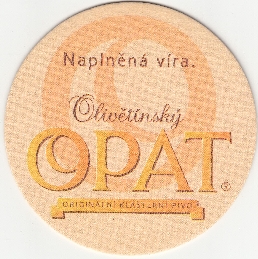 Naplněná víra.
Olivětínský
OPAT®
ORIGINÁLNÍ KLÁŠTERNÍ PIVO